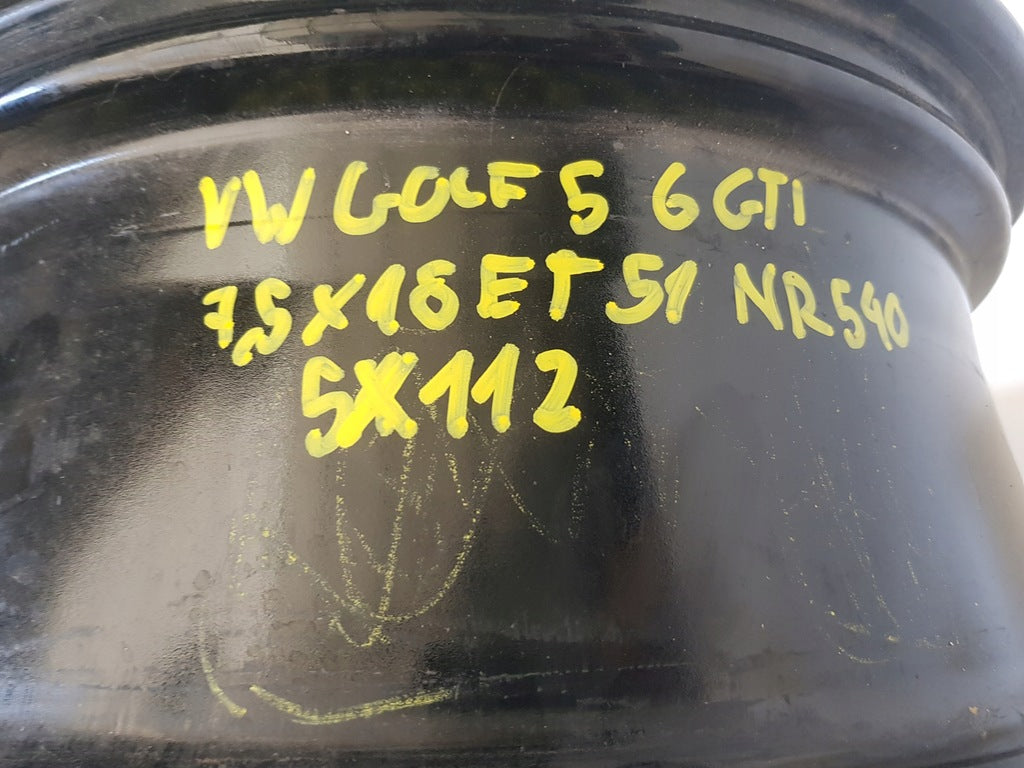 VW GOLF 5 6 GTI
7,5X18 ET 51 NR 540
5X112